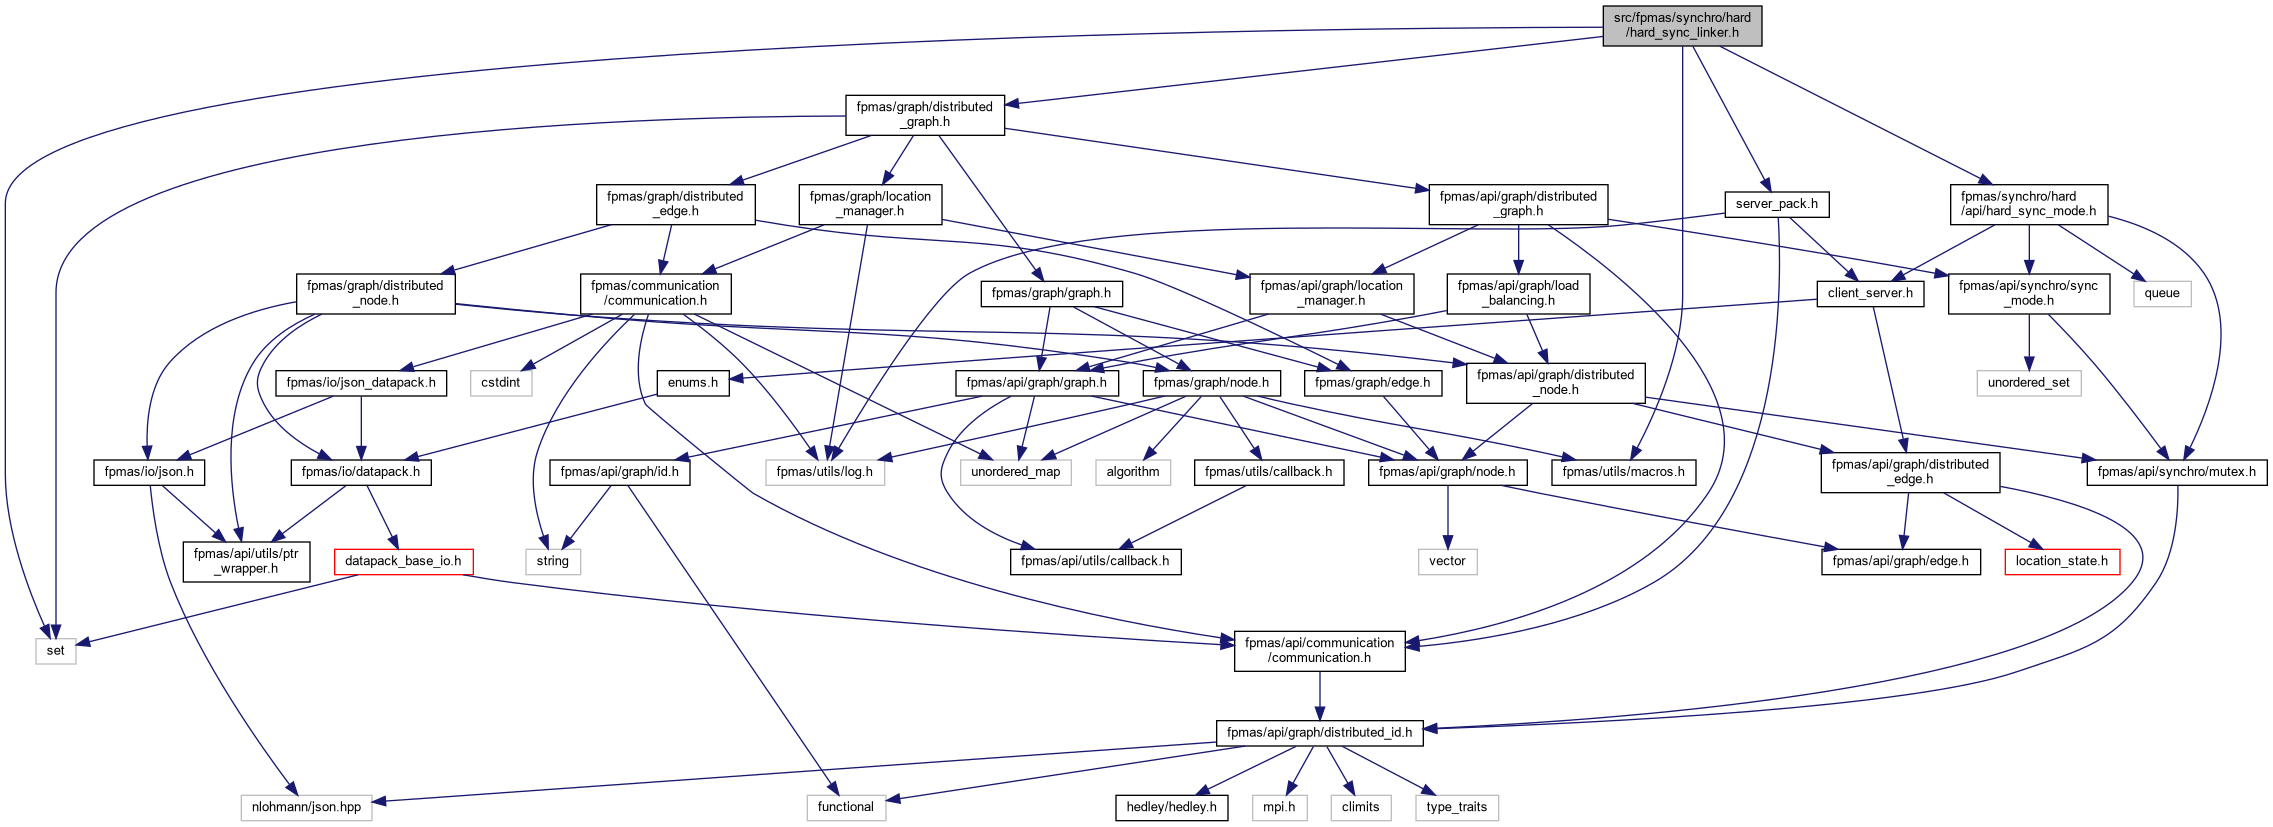 src/fpmas/synchro/hard
/hard_sync_linker.h
fpmas/graph/distributed
_graph.h
fpmas/graph/distributed
_edge.h
fpmas/graph/location
_manager.h
fpmas/api/graph/distributed
_graph.h
server_pack.h
fpmas/synchro/hard
/api/hard_sync_mode.h
fpmas/graph/distributed
_node.h
fpmas/communication
/communication.h
fpmas/graph/graph.h
fpmas/api/graph/location
_manager.h
fpmas/api/graph/load
_balancing.h
client_server.h
fpmas/api/synchro/sync
_mode.h
queue
fpmas/io/json_datapack.h
cstdint
enums.h
fpmas/api/graph/graph.h
fpmas/graph/node.h
fpmas/graph/edge.h
fpmas/api/graph/distributed
_node.h
unordered_set
fpmas/io/json.h
fpmas/io/datapack.h
fpmas/api/graph/id.h
fpmas/utils/log.h
unordered_map
algorithm
fpmas/utils/callback.h
fpmas/api/graph/node.h
fpmas/utils/macros.h
fpmas/api/graph/distributed
_edge.h
fpmas/api/synchro/mutex.h
fpmas/api/utils/ptr
_wrapper.h
datapack_base_io.h
string
fpmas/api/utils/callback.h
vector
fpmas/api/graph/edge.h
location_state.h
set
fpmas/api/communication
/communication.h
fpmas/api/graph/distributed_id.h
nlohmann/json.hpp
functional
hedley/hedley.h
mpi.h
climits
type_traits